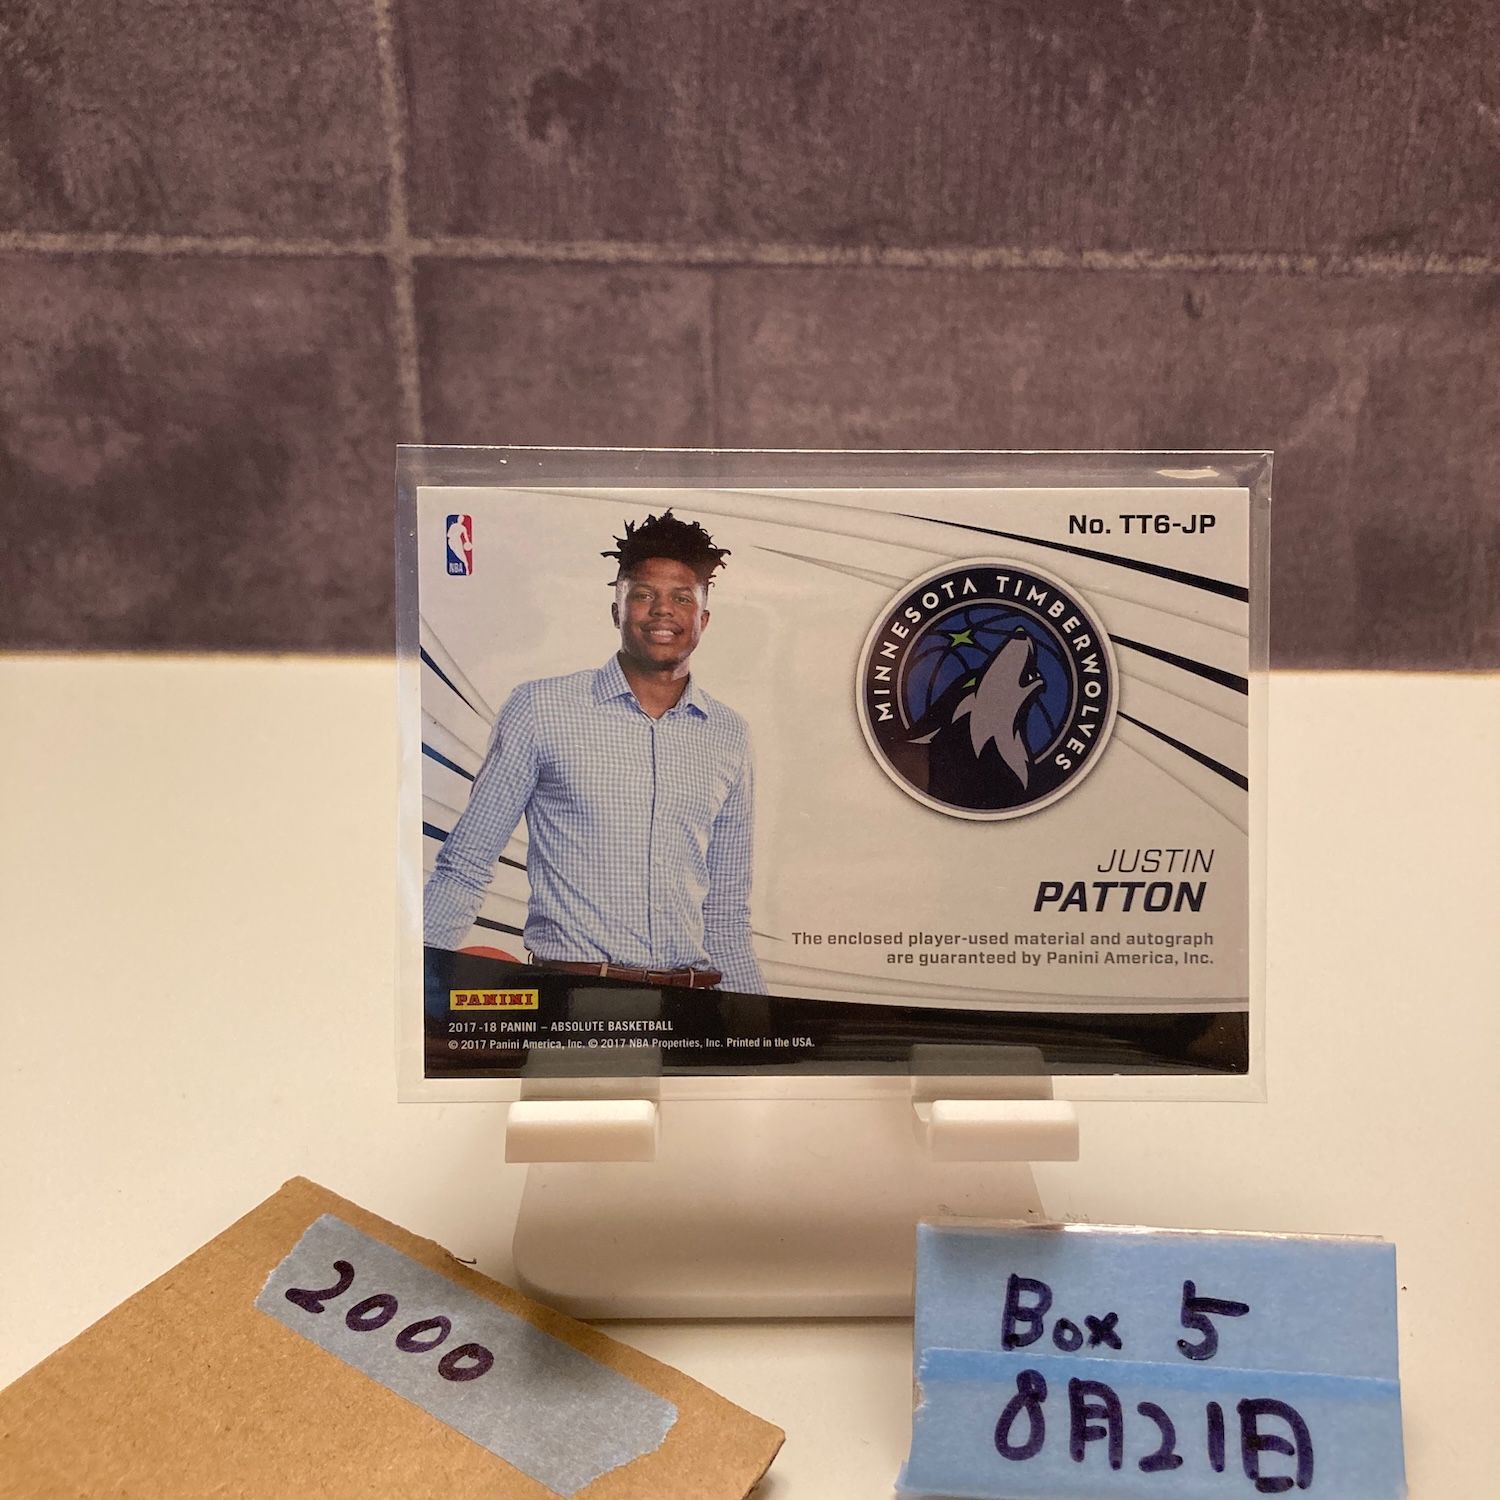 No. TT6-JP
NBA
MINNESOTA TIMBERWOLVES
JUSTIN
PATTON
The enclosed player-used material and autograph
are guaranteed by Panini America, Inc.
PANINI
2017-18 PANINI – ABSOLUTE BASKETBALL
© 2017 Panini America, Inc. © 2017 NBA Properties, Inc. Printed in the USA.
2000
Box 5
8月21日